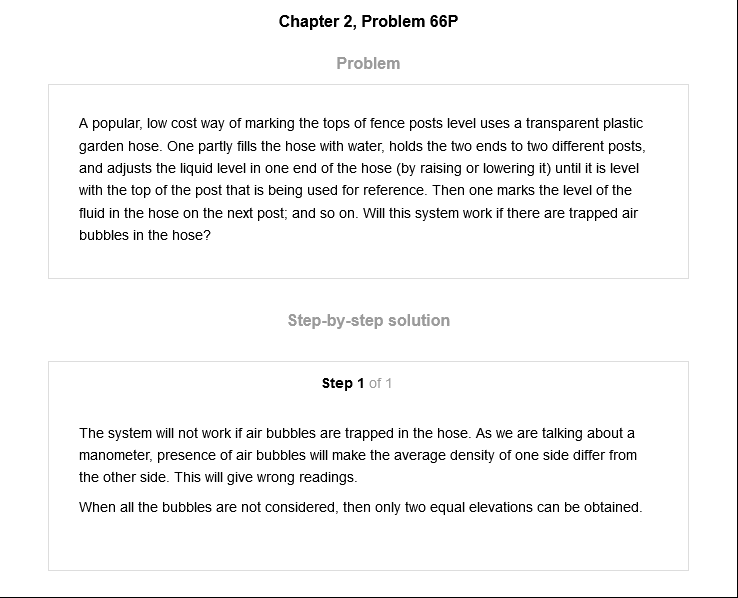 Chapter 2, Problem 66P
Problem
A popular, low cost way of marking the tops of fence posts level uses a transparent plastic
garden hose. One partly fills the hose with water, holds the two ends to two different posts,
and adjusts the liquid level in one end of the hose (by raising or lowering it) until it is level
with the top of the post that is being used for reference. Then one marks the level of the
fluid in the hose on the next post; and so on. Will this system work if there are trapped air
bubbles in the hose?
Step-by-step solution
Step 1 of 1
The system will not work if air bubbles are trapped in the hose. As we are talking about a
manometer, presence of air bubbles will make the average density of one side differ from
the other side. This will give wrong readings.
When all the bubbles are not considered, then only two equal elevations can be obtained.